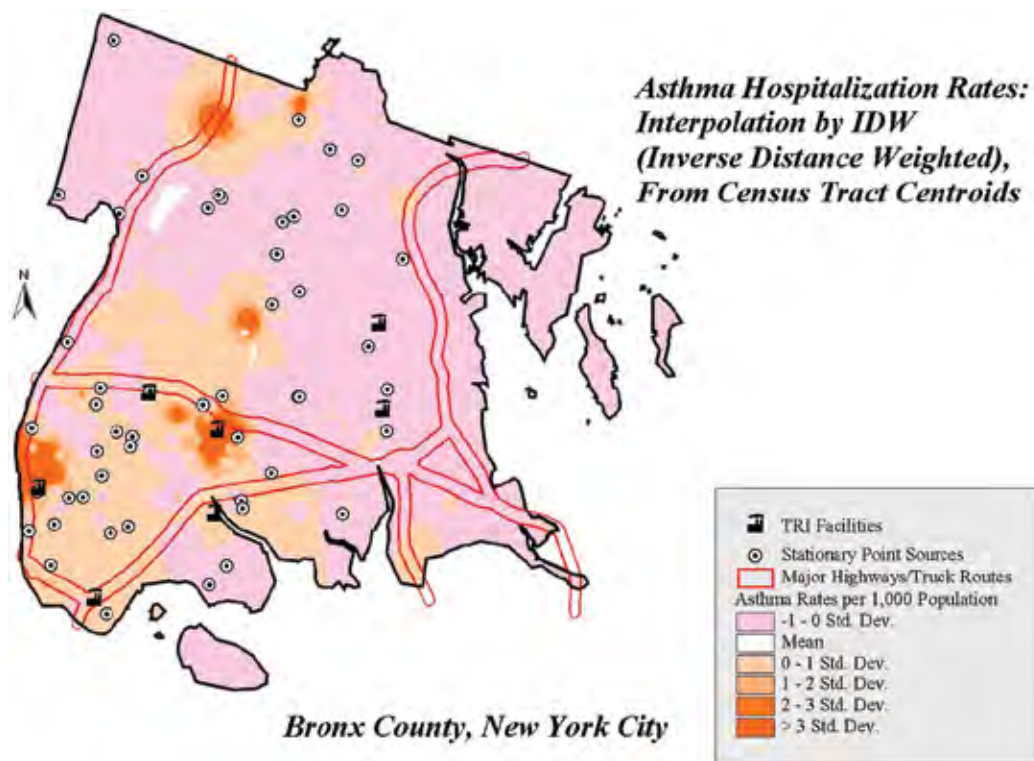 Asthma Hospitalization Rates:
Interpolation by IDW
(Inverse Distance Weighted),
From Census Tract Centroids
N
TRI Facilities
Stationary Point Sources
Major Highways/Truck Routes
Asthma Rates per 1,000 Population
-1 - 0 Std. Dev.
Mean
0 - 1 Std. Dev.
1 - 2 Std. Dev.
2 - 3 Std. Dev.
> 3 Std. Dev.
Bronx County, New York City